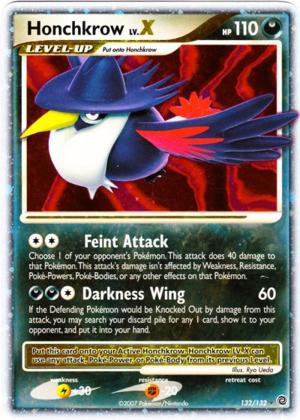 Honchkrow LV.X HP 110
LEVEL-UP Put onto Honchkrow
Feint Attack
Choose 1 of your opponent's Pokémon. This attack does 40 damage to
that Pokémon. This attack's damage isn't affected by Weakness, Resistance,
Poké-Powers, Poké-Bodies, or any other effects on that Pokémon.
Darkness Wing 60
If the Defending Pokémon would be Knocked Out by damage from
this attack, you may search your discard pile for any 1 card, show it to your
opponent, and put it into your hand.
Put this card onto your Active Honchkrow. Honchkrow LV.X can
use any attack, Poké-Power, or Poké-Body from its previous Level.
Illus. Ryo Ueda
weakness resistance retreat cost
+30 -20
©2007 Pokémon/Nintendo 132/132